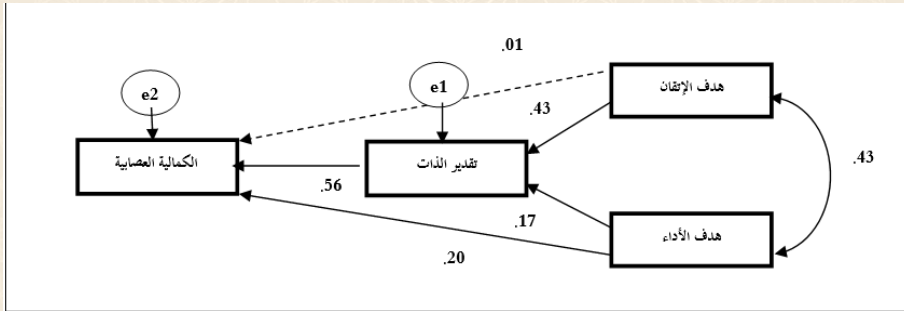 .01
هدف الإتقان
e1
e2
.43
.43
تقدير الذات
الكمالية العصابية
.56
.17
هدف الأداء
.20